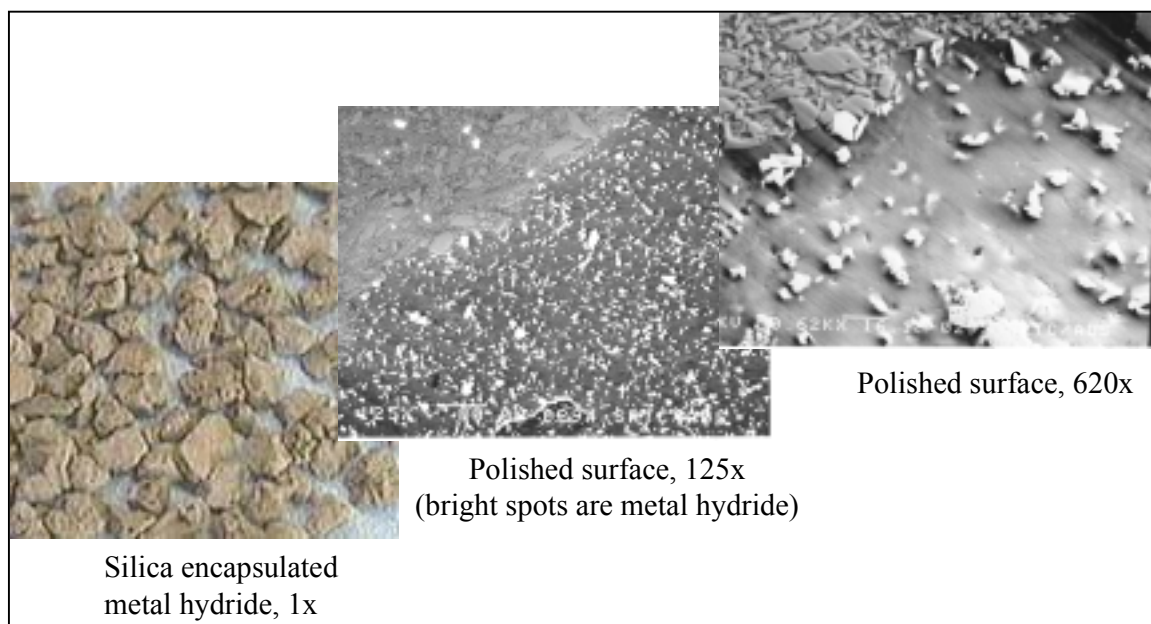 Polished surface, 620x
Polished surface, 125x
(bright spots are metal hydride)
Silica encapsulated
metal hydride, 1x